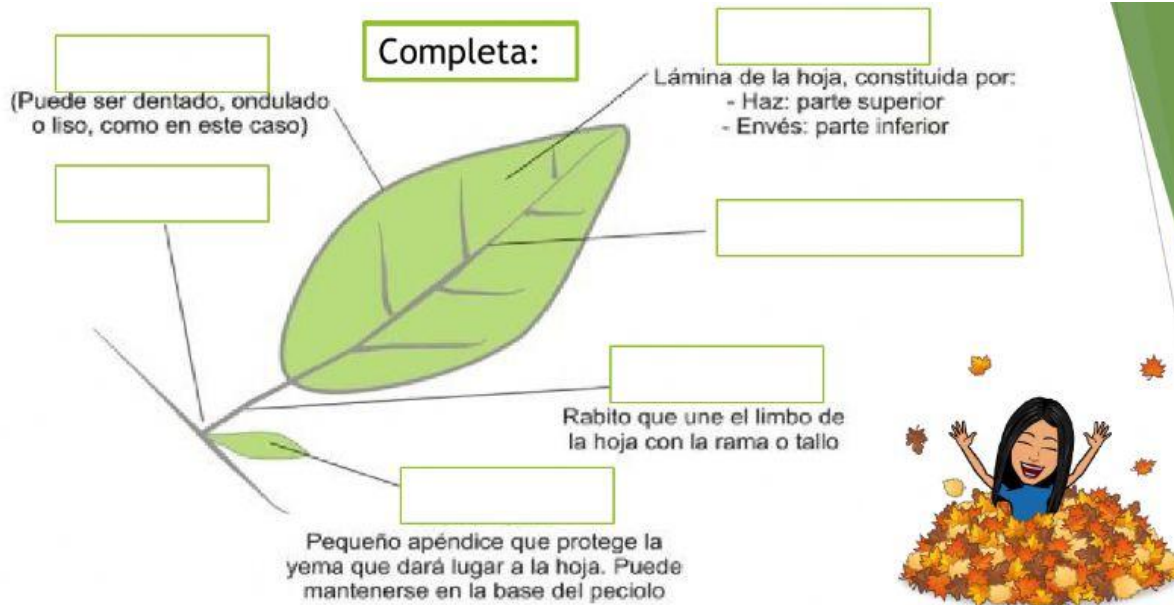 Completa:
(Puede ser dentado, ondulado
o liso, como en este caso)
Lámina de la hoja, constituida por:
- Haz: parte superior
- Envés: parte inferior
Rabito que une el limbo de
la hoja con la rama o tallo
Pequeño apéndice que protege la
yema que dará lugar a la hoja. Puede
mantenerse en la base del peciolo